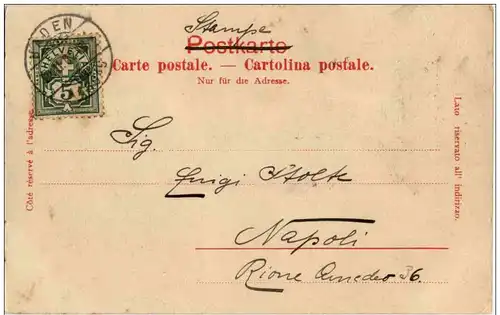 Stampe
Postkarte
Carte postale. — Cartolina postale.
Nur für die Adresse.
HELVETIA
5
Côté réservé à l'adresse.
Lato riservato all' indirizzo.
Sig.
Luigi Stolte
Napoli
Rione Amedeo 36.